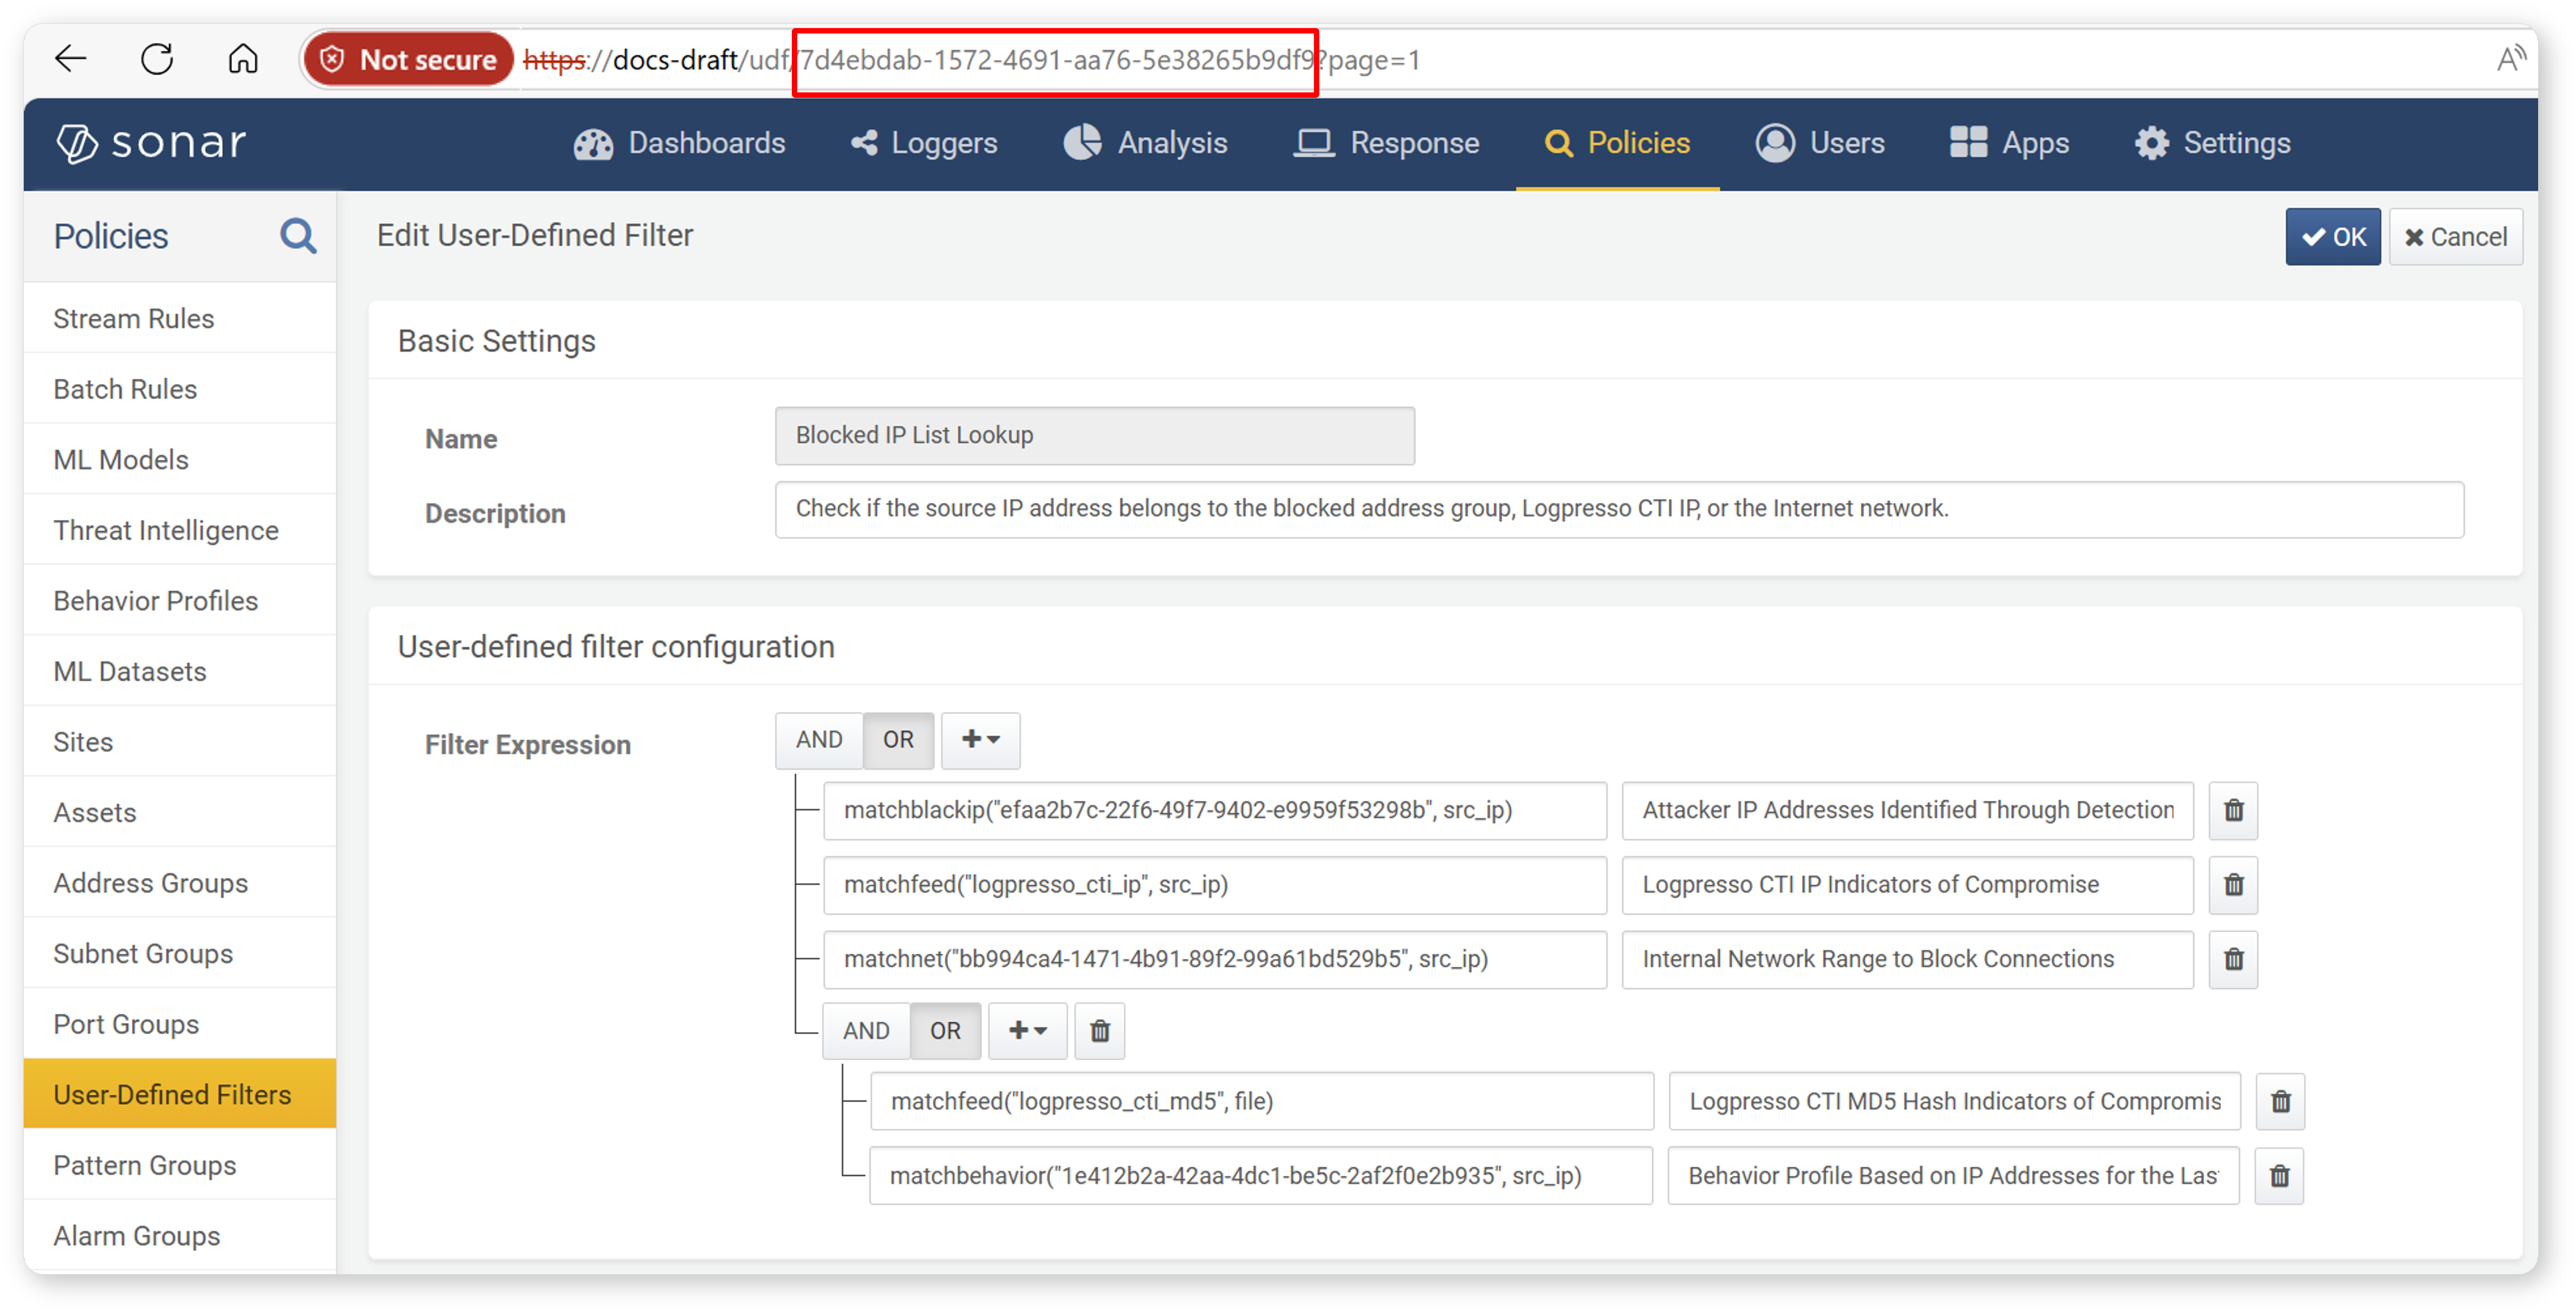 Not secure https://docs-draft/udf/7d4ebdab-1572-4691-aa76-5e38265b9df9?page=1
sonar Dashboards Loggers Analysis Response Policies Users Apps Settings
Policies
Stream Rules
Batch Rules
ML Models
Threat Intelligence
Behavior Profiles
ML Datasets
Sites
Assets
Address Groups
Subnet Groups
Port Groups
User-Defined Filters
Pattern Groups
Alarm Groups
Edit User-Defined Filter OK Cancel
Basic Settings
Name Blocked IP List Lookup
Description Check if the source IP address belongs to the blocked address group, Logpresso CTI IP, or the Internet network.
User-defined filter configuration
Filter Expression AND OR
matchblackip("efaa2b7c-22f6-49f7-9402-e9959f53298b", src_ip) Attacker IP Addresses Identified Through Detection
matchfeed("logpresso_cti_ip", src_ip) Logpresso CTI IP Indicators of Compromise
matchnet("bb994ca4-1471-4b91-89f2-99a61bd529b5", src_ip) Internal Network Range to Block Connections
AND OR
matchfeed("logpresso_cti_md5", file) Logpresso CTI MD5 Hash Indicators of Compromis
matchbehavior("1e412b2a-42aa-4dc1-be5c-2af2f0e2b935", src_ip) Behavior Profile Based on IP Addresses for the Las